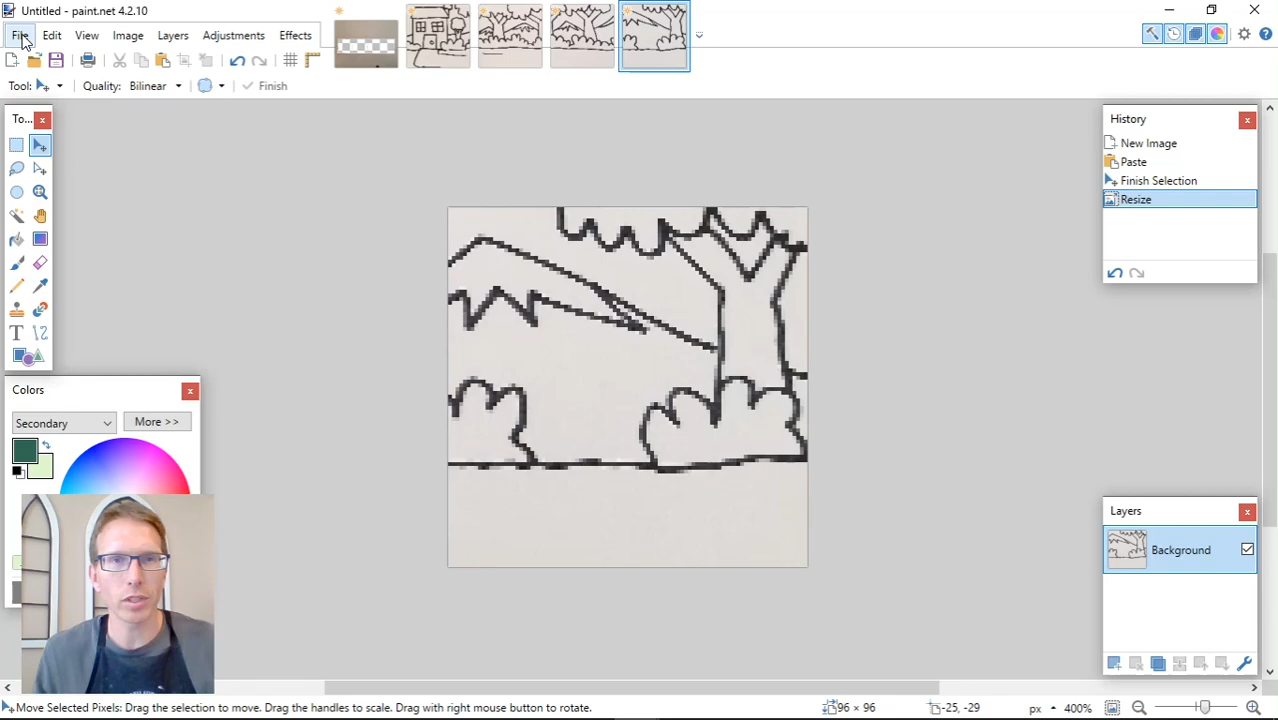 Untitled - paint.net 4.2.10
File Edit View Image Layers Adjustments Effects
Tool: Quality: Bilinear Finish
To...
History
New Image
Paste
Finish Selection
Resize
Colors
Secondary More >>
Layers
Background
Move Selected Pixels: Drag the selection to move. Drag the handles to scale. Drag with right mouse button to rotate. 96 × 96 -25, -29 px 400%